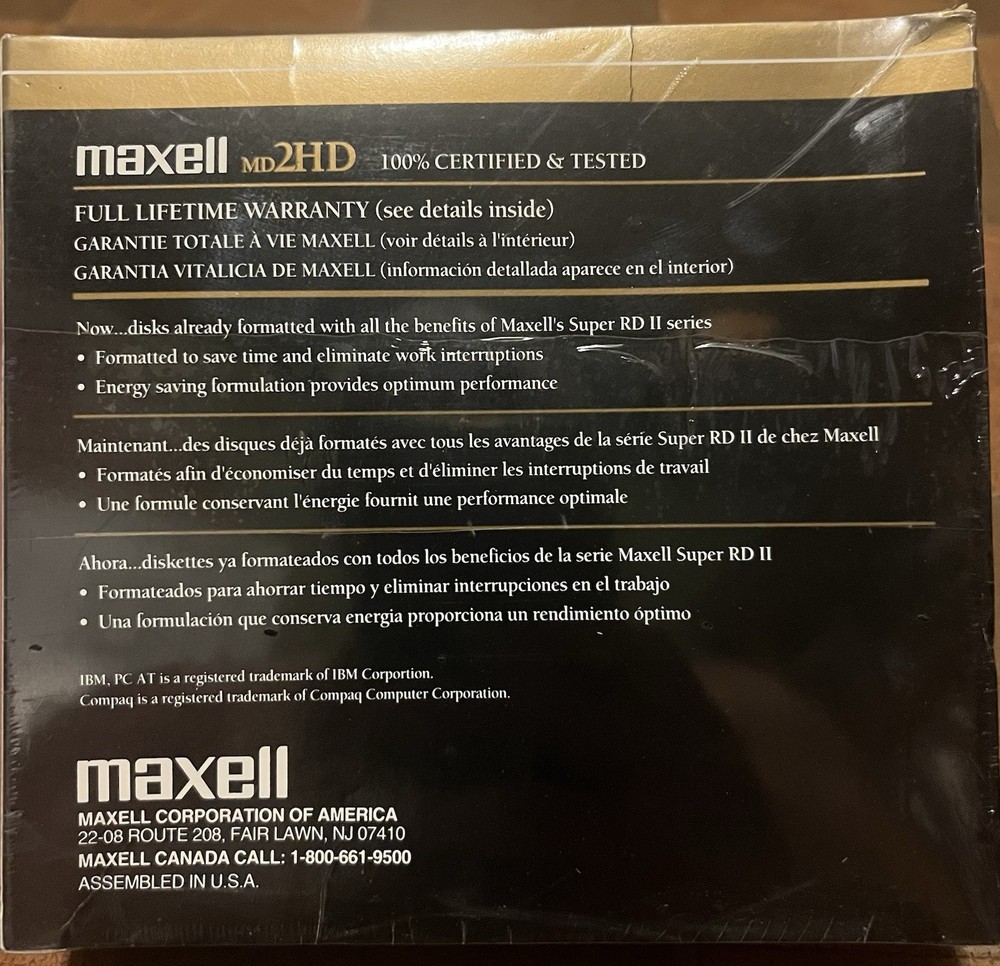 maxell MD2HD 100% CERTIFIED & TESTED
FULL LIFETIME WARRANTY (see details inside)
GARANTIE TOTALE À VIE MAXELL (voir détails à l'intérieur)
GARANTIA VITALICIA DE MAXELL (información detallada aparece en el interior)
Now...disks already formatted with all the benefits of Maxell's Super RD II series
• Formatted to save time and eliminate work interruptions
• Energy saving formulation provides optimum performance
Maintenant...des disques déjà formatés avec tous les avantages de la série Super RD II de chez Maxell
• Formatés afin d'économiser du temps et d'éliminer les interruptions de travail
• Une formule conservant l'énergie fournit une performance optimale
Ahora...diskettes ya formateados con todos los beneficios de la serie Maxell Super RD II
• Formateados para ahorrar tiempo y eliminar interrupciones en el trabajo
• Una formulación que conserva energia proporciona un rendimiento óptimo
IBM, PC AT is a registered trademark of IBM Corportion.
Compaq is a registered trademark of Compaq Computer Corporation.
maxell
MAXELL CORPORATION OF AMERICA
22-08 ROUTE 208, FAIR LAWN, NJ 07410
MAXELL CANADA CALL: 1-800-661-9500
ASSEMBLED IN U.S.A.